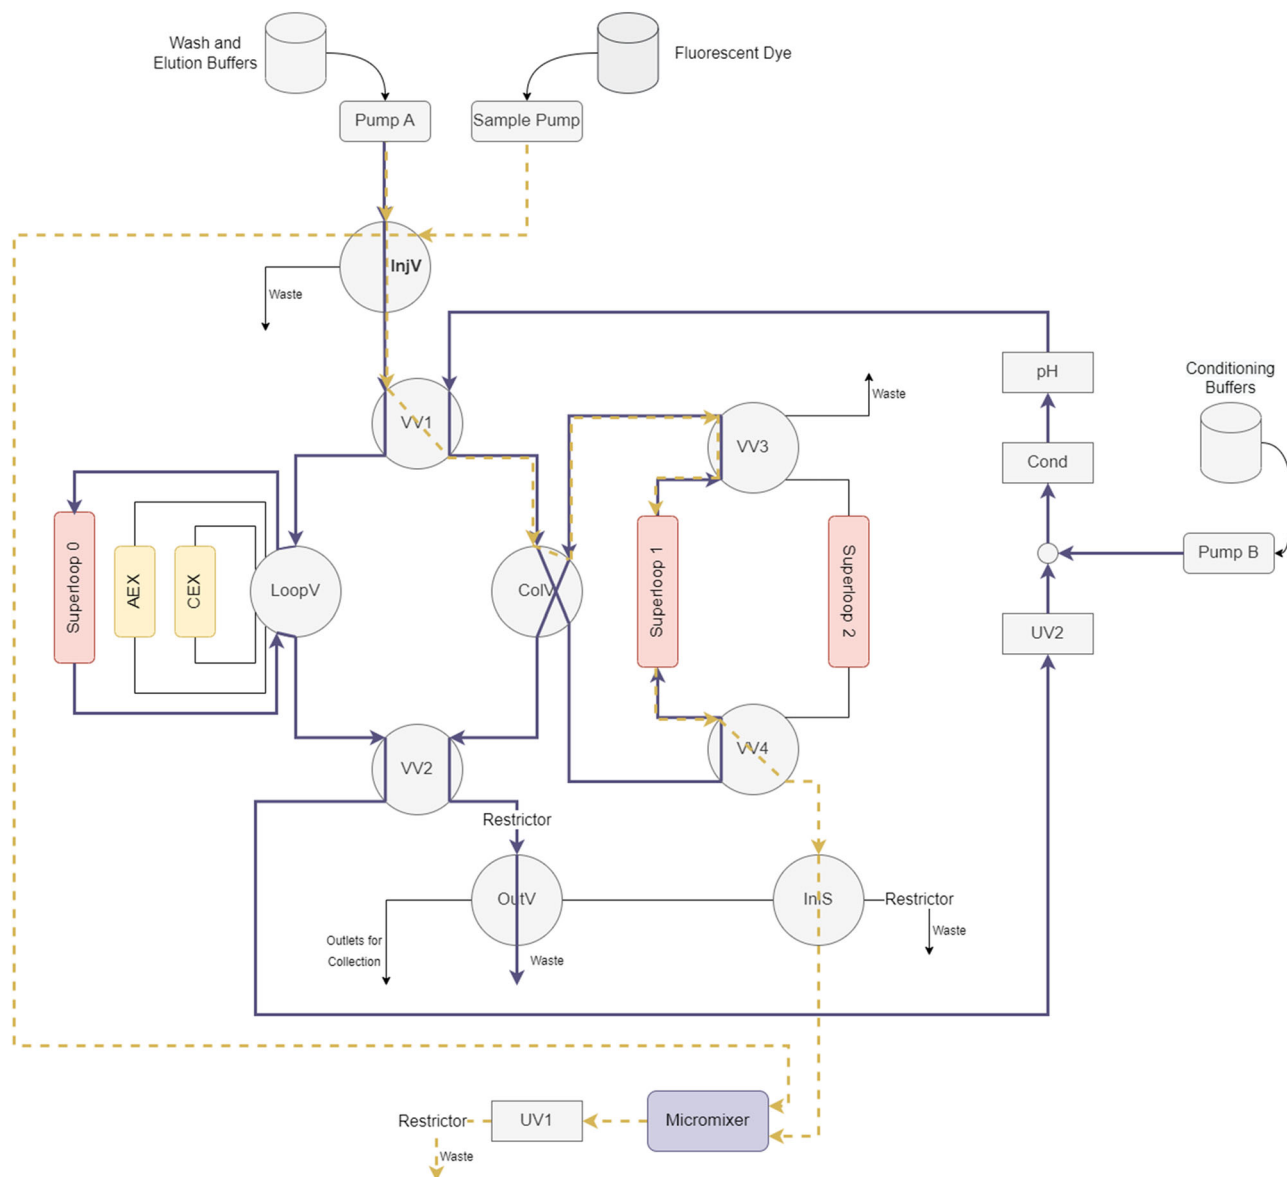 Wash and
Elution Buffers
Fluorescent Dye
Pump A
Sample Pump
InjV
Waste
VV1
pH
Conditioning
Buffers
Waste
VV3
Cond
Superloop 0
AEX
CEX
LoopV
ColV
Superloop 1
Superloop 2
Pump B
UV2
VV2
VV4
Restrictor
OutV
InlS
Restrictor
Outlets for
Collection
Waste
Waste
Restrictor
UV1
Micromixer
Waste